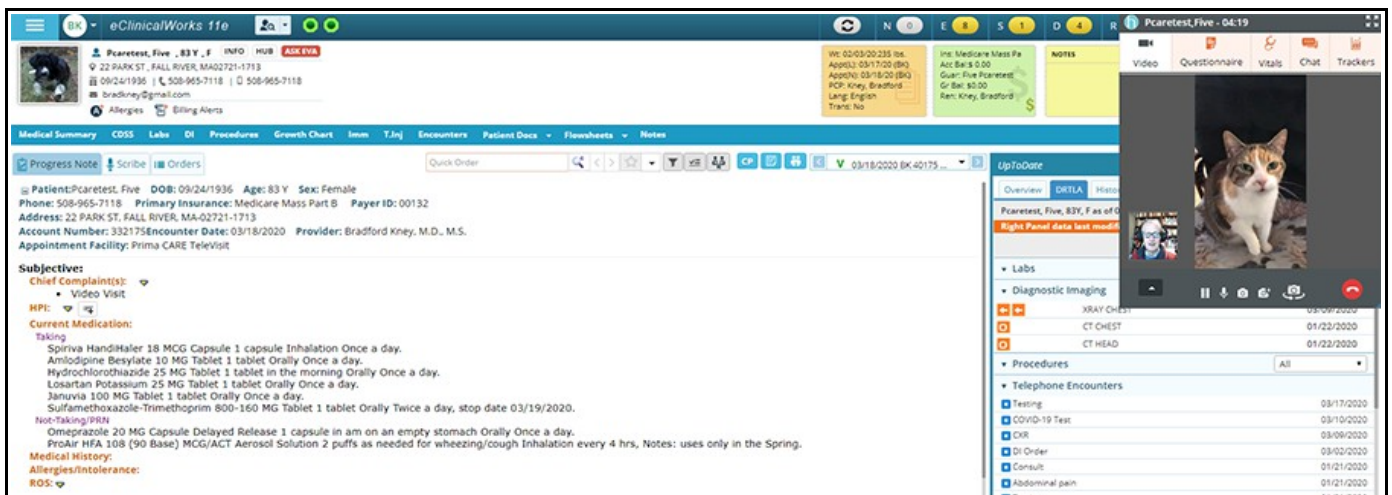 BK eClinicalWorks 11e N 0 E 8 S 1 D 4 R
Pcaretest,Five - 04:19
Video Questionnaire Vitals Chat Trackers
Pcaretest, Five , 83 Y , F INFO HUB ASK EVA
22 PARK ST , FALL RIVER, MA02721-1713
09/24/1936 | 508-965-7118 | 508-965-7118
bradkney@gmail.com
Allergies Billing Alerts
Wt: 02/03/20:235 lbs.
Appt(L): 03/17/20 (BK)
Appt(N): 03/18/20 (BK)
PCP: Kney, Bradford
Lang: English
Trans: No
Ins: Medicare Mass Pa
Acc Bal:$ 0.00
Guar: Five Pcaretest
Gr Bal: $0.00
Ren: Kney, Bradford
$
NOTES
Medical Summary CDSS Labs DI Procedures Growth Chart Imm T.Inj Encounters Patient Docs Flowsheets Notes
Progress Note Scribe Orders Quick Order CP V 03/18/2020 BK 40175 ...
Patient:Pcaretest, Five DOB: 09/24/1936 Age: 83 Y Sex: Female
Phone: 508-965-7118 Primary Insurance: Medicare Mass Part B Payer ID: 00132
Address: 22 PARK ST, FALL RIVER, MA-02721-1713
Account Number: 332175Encounter Date: 03/18/2020 Provider: Bradford Kney, M.D., M.S.
Appointment Facility: Prima CARE TeleVisit
Subjective:
Chief Complaint(s):
• Video Visit
HPI:
Current Medication:
Taking
Spiriva HandiHaler 18 MCG Capsule 1 capsule Inhalation Once a day.
Amlodipine Besylate 10 MG Tablet 1 tablet Orally Once a day.
Hydrochlorothiazide 25 MG Tablet 1 tablet in the morning Orally Once a day.
Losartan Potassium 25 MG Tablet 1 tablet Orally Once a day.
Januvia 100 MG Tablet 1 tablet Orally Once a day.
Sulfamethoxazole-Trimethoprim 800-160 MG Tablet 1 tablet Orally Twice a day, stop date 03/19/2020.
Not-Taking/PRN
Omeprazole 20 MG Capsule Delayed Release 1 capsule in am on an empty stomach Orally Once a day.
ProAir HFA 108 (90 Base) MCG/ACT Aerosol Solution 2 puffs as needed for wheezing/cough Inhalation every 4 hrs, Notes: uses only in the Spring.
Medical History:
Allergies/Intolerance:
ROS:
UpToDate
Overview DRTLA Histo
Pcaretest, Five, 83Y, F as of 0
Right Panel data last modifi
Labs
Diagnostic Imaging
XRAY CHEST 03/09/2020
CT CHEST 01/22/2020
CT HEAD 01/22/2020
Procedures All
Telephone Encounters
Testing 03/17/2020
COVID-19 Test 03/10/2020
CXR 03/09/2020
DI Order 03/02/2020
Consult 01/21/2020
Abdominal pain 01/21/2020